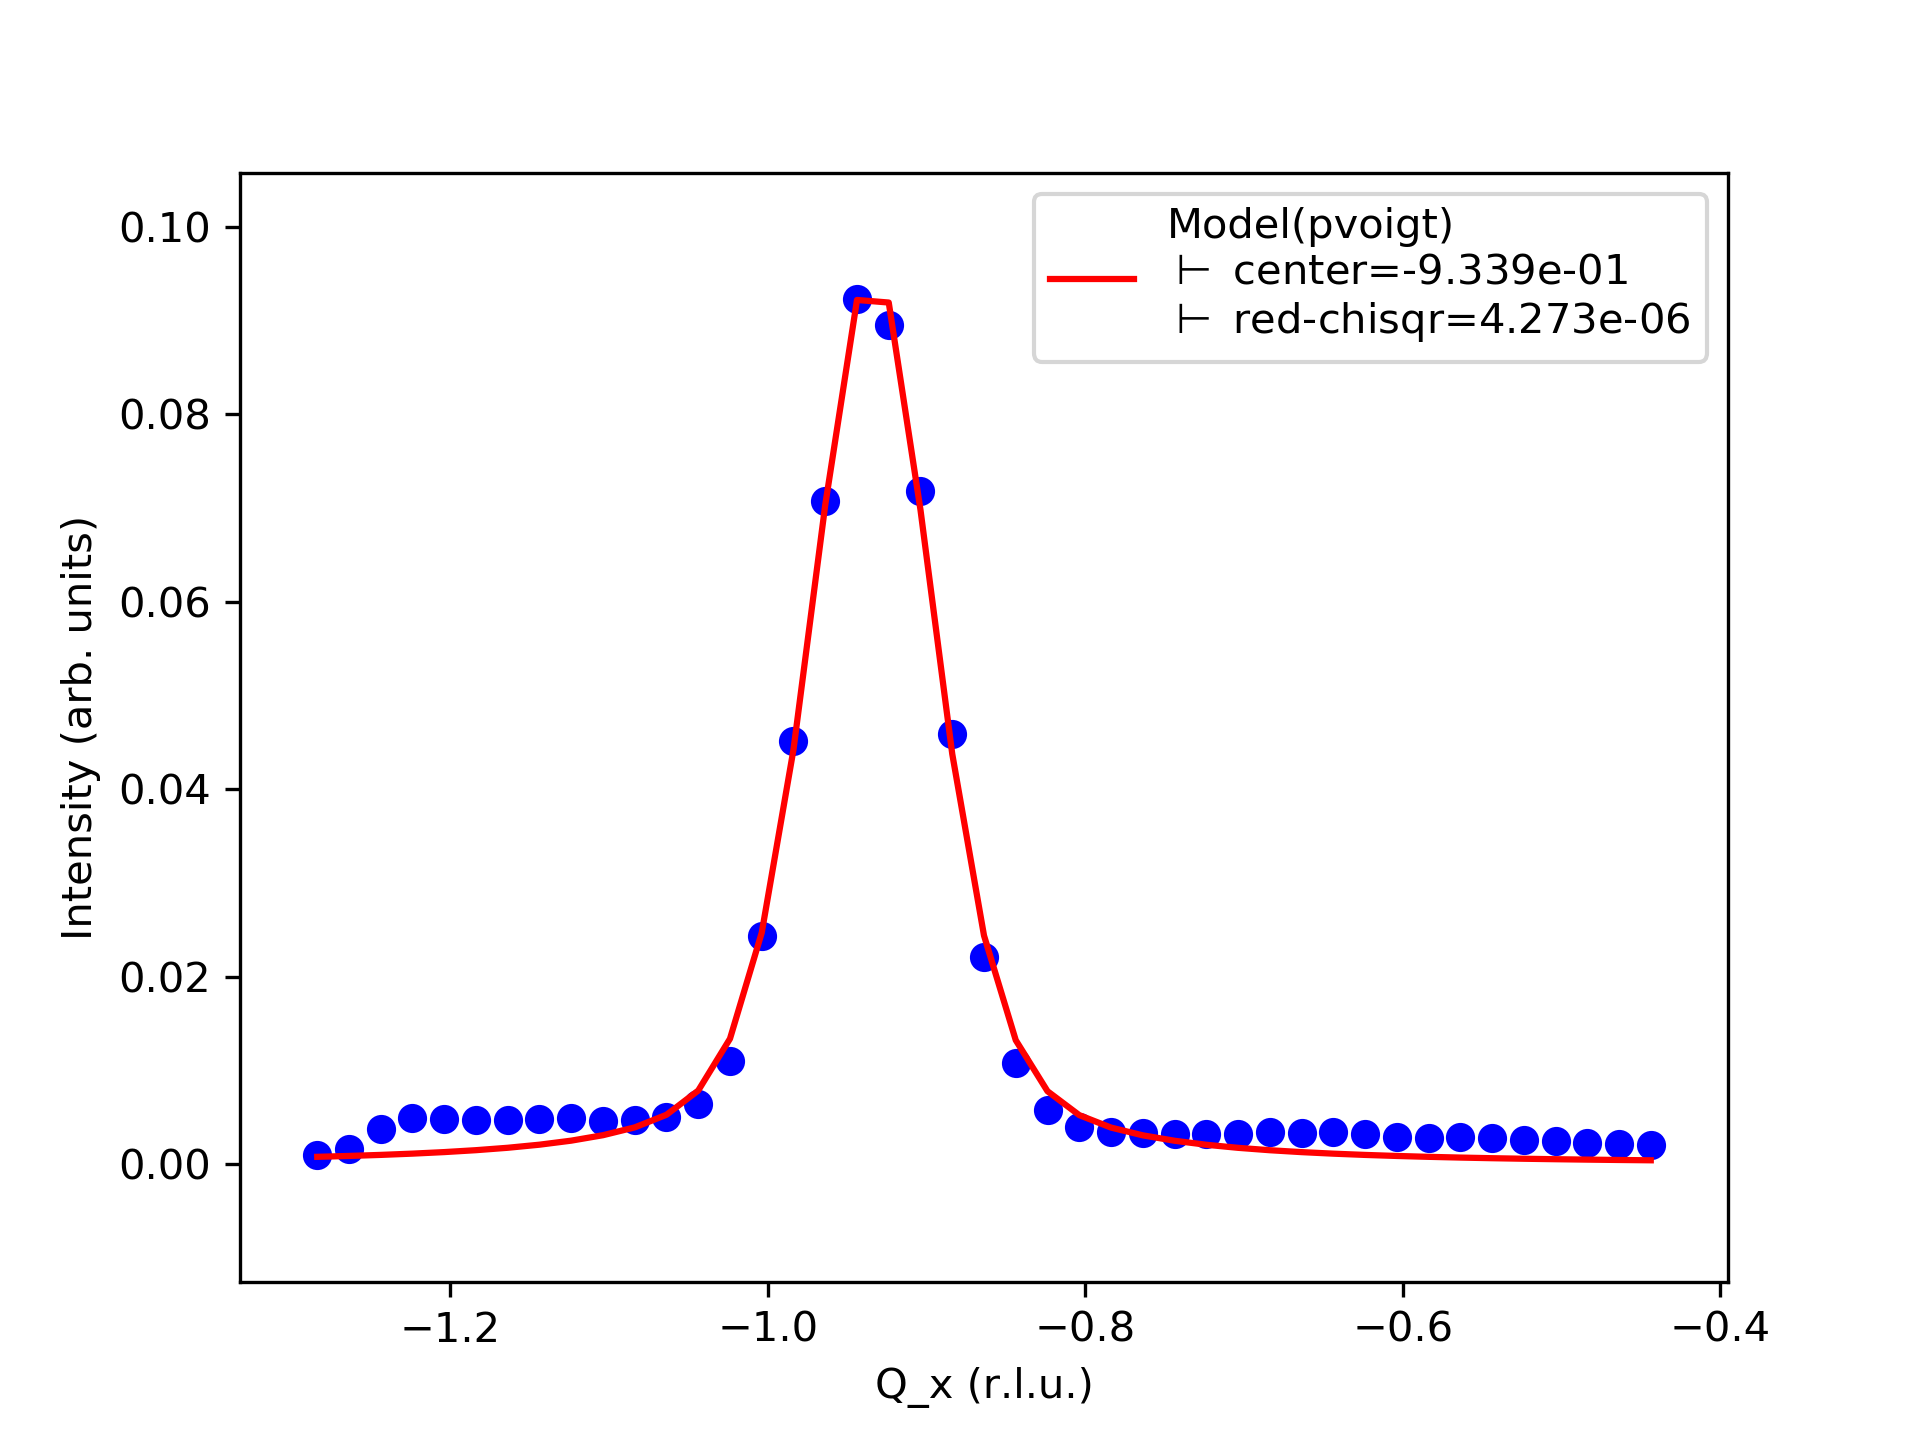 Model(pvoigt)
⊢ center=-9.339e-01
⊢ red-chisqr=4.273e-06
0.10
0.08
0.06
0.04
0.02
0.00
Intensity (arb. units)
−1.2 −1.0 −0.8 −0.6 −0.4
Q_x (r.l.u.)